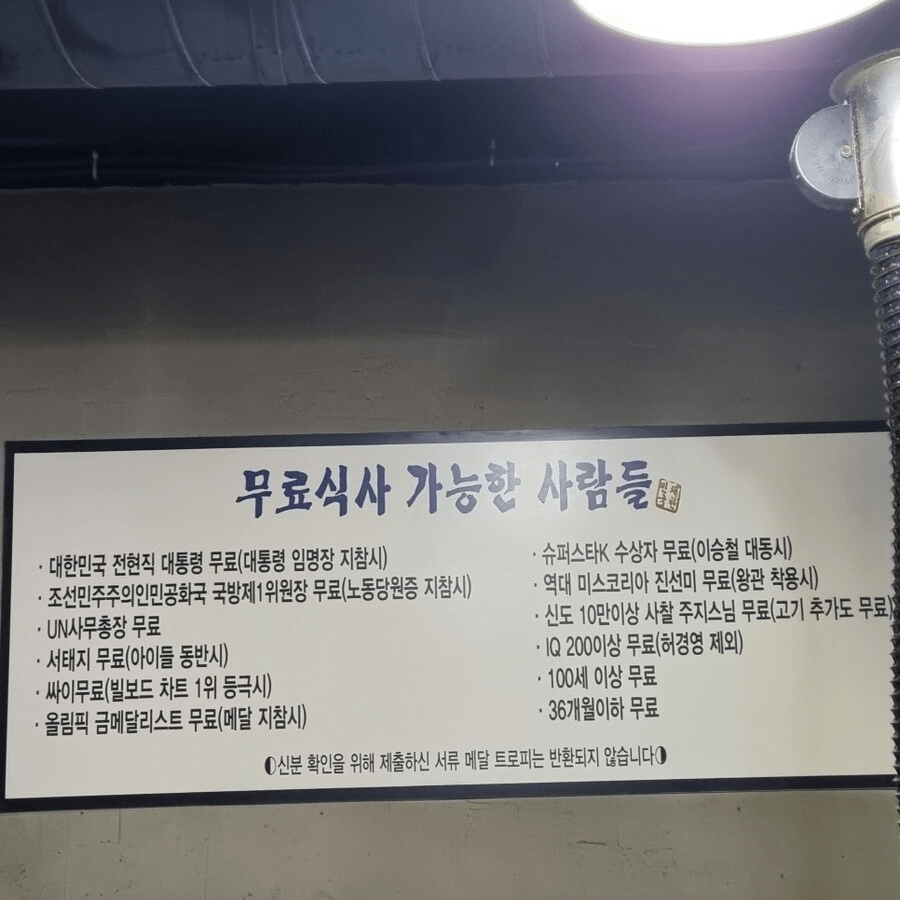 무료식사 가능한 사람들
· 대한민국 전현직 대통령 무료(대통령 임명장 지참시)
· 조선민주주의인민공화국 국방제1위원장 무료(노동당원증 지참시)
· UN사무총장 무료
· 서태지 무료(아이들 동반시)
· 싸이무료(빌보드 차트 1위 등극시)
· 올림픽 금메달리스트 무료(메달 지참시)
· 슈퍼스타K 수상자 무료(이승철 대동시)
· 역대 미스코리아 진선미 무료(왕관 착용시)
· 신도 10만이상 사찰 주지스님 무료(고기 추가도 무료)
· IQ 200이상 무료(허경영 제외)
· 100세 이상 무료
· 36개월이하 무료
◐신분 확인을 위해 제출하신 서류 메달 트로피는 반환되지 않습니다◑